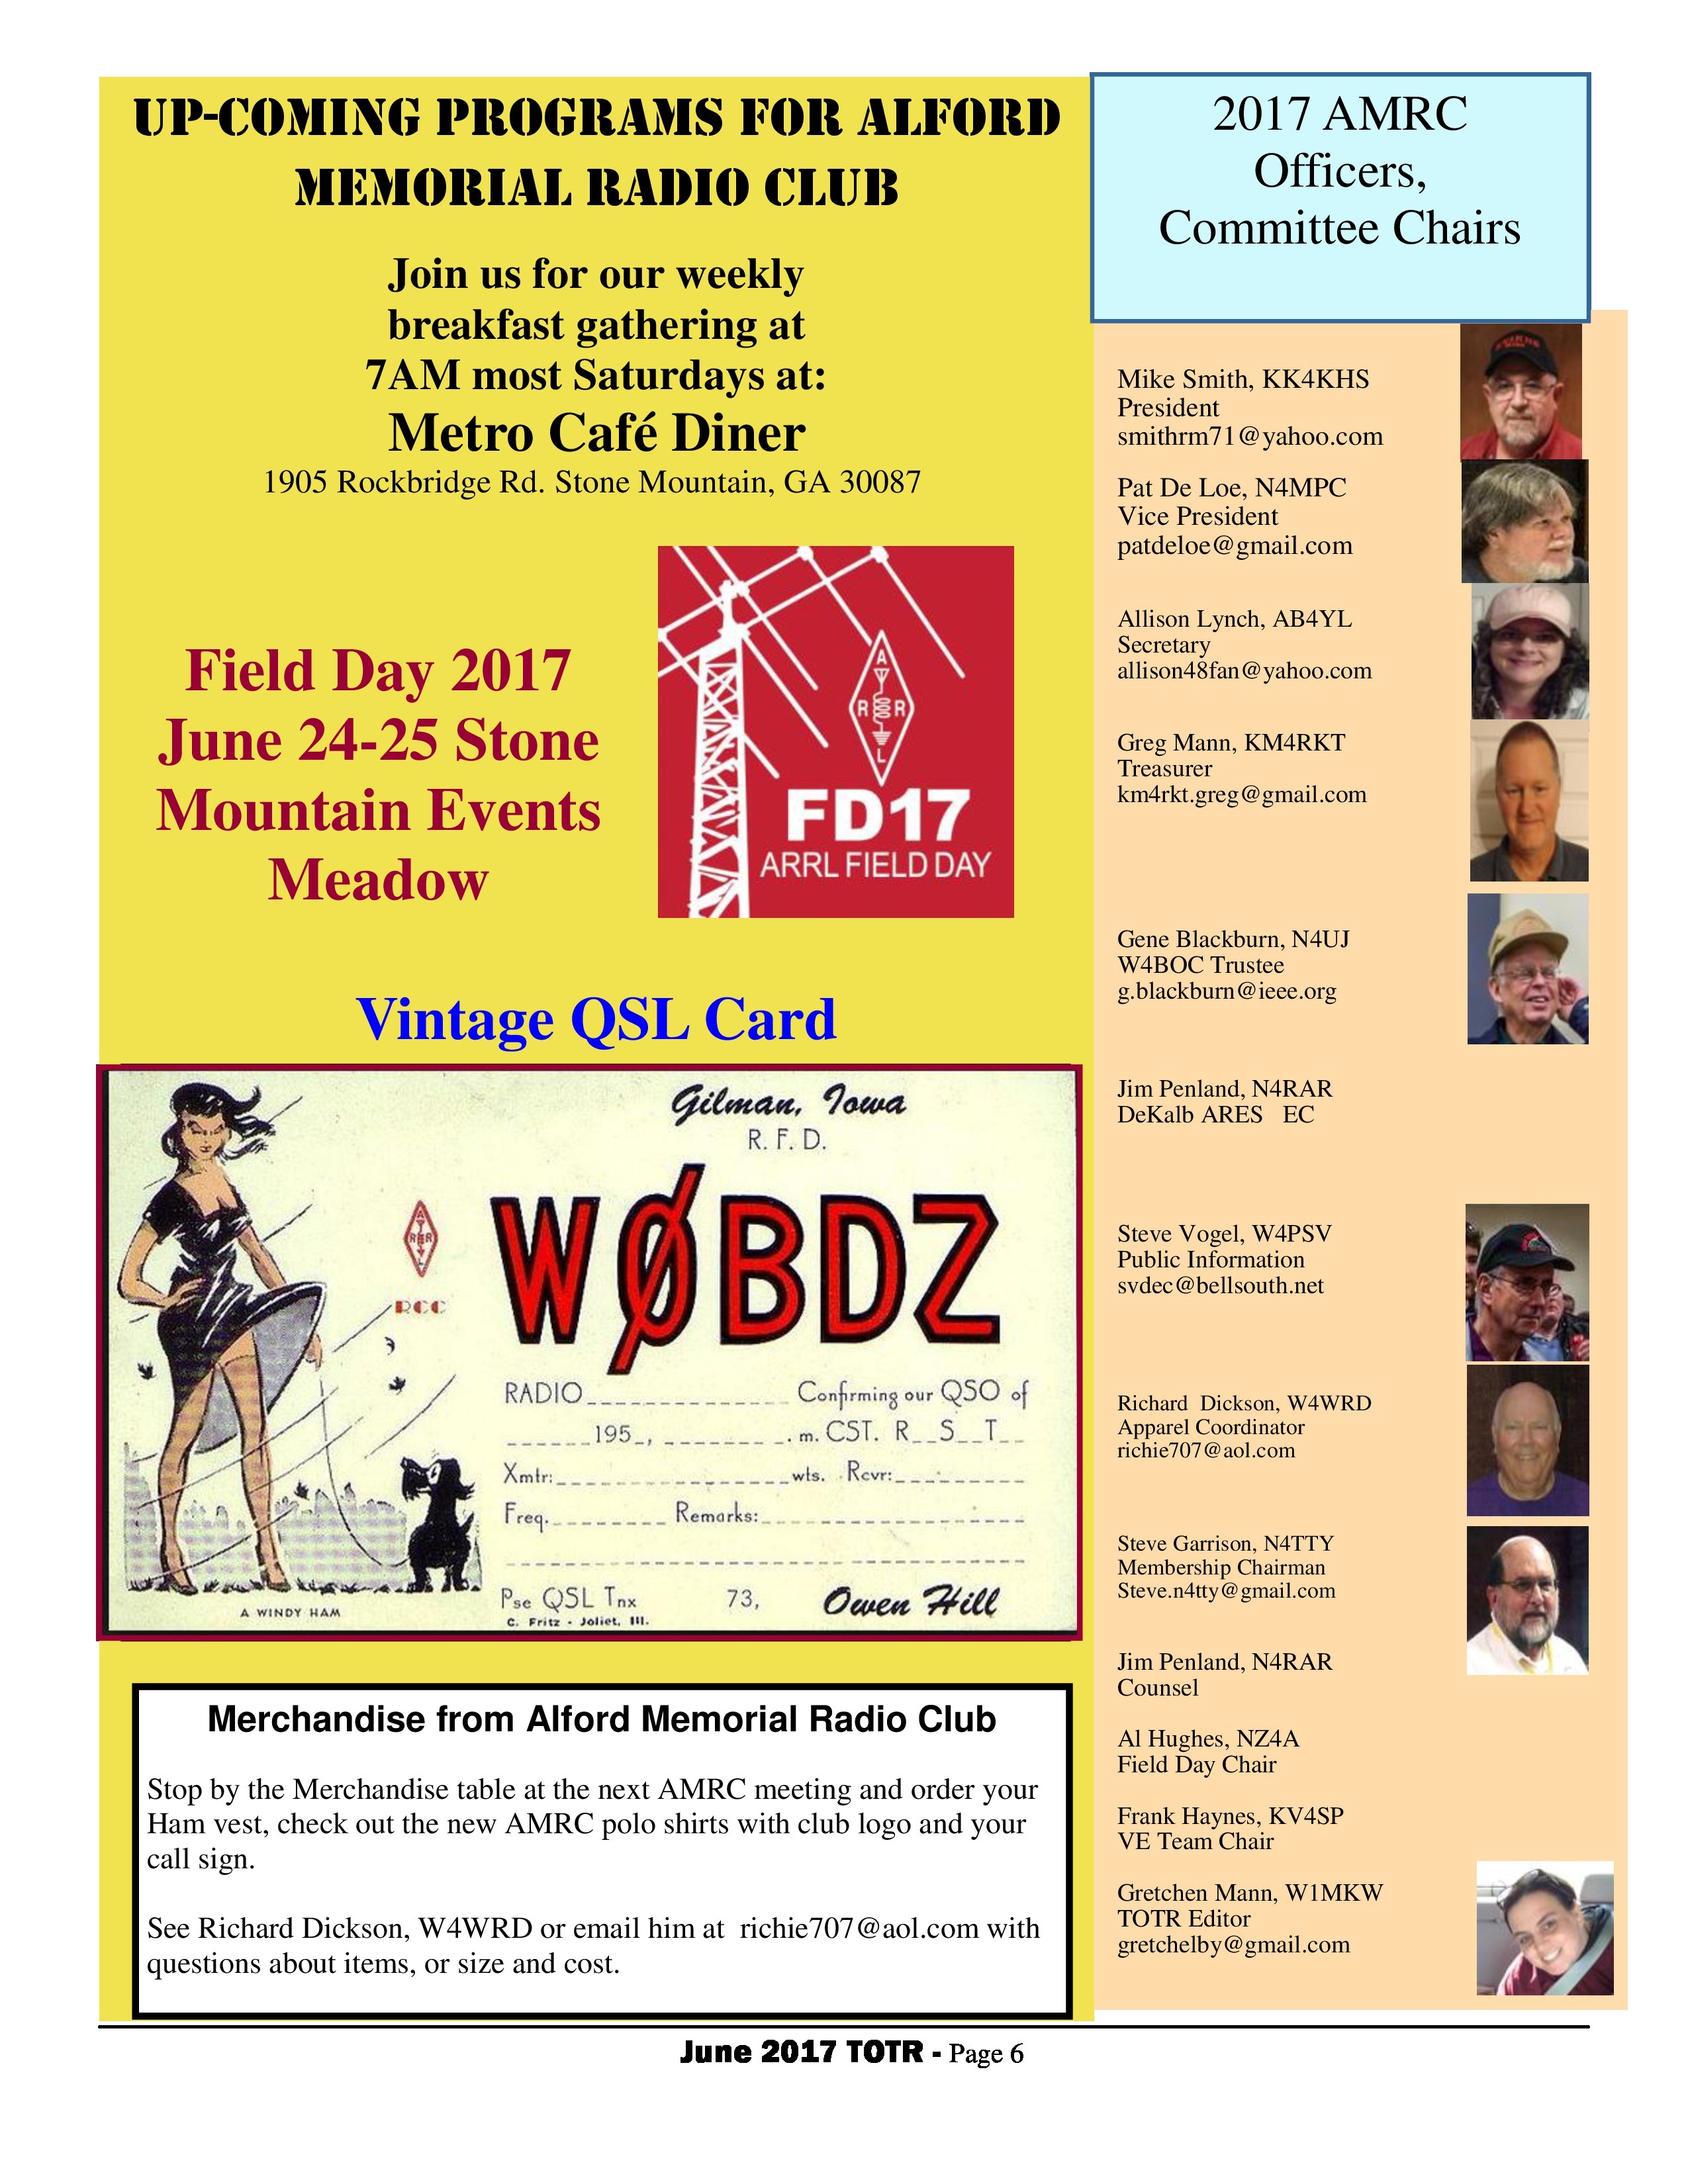 UP-COMING PROGRAMS FOR ALFORD
MEMORIAL RADIO CLUB
Join us for our weekly
breakfast gathering at
7AM most Saturdays at:
Metro Café Diner
1905 Rockbridge Rd. Stone Mountain, GA 30087
Field Day 2017
June 24-25 Stone
Mountain Events
Meadow
A
R R
L
FD17
ARRL FIELD DAY
Vintage QSL Card
Gilman, Iowa
R. F. D.
A
R R
L
RCC
WØBDZ
RADIO Confirming our QSO of
195_, . m. CST. R__S__T__
Xmtr: wts. Rcvr:
Freq. Remarks:
Pse QSL Tnx 73, Owen Hill
C. Fritz - Joliet, Ill.
A WINDY HAM
Merchandise from Alford Memorial Radio Club
Stop by the Merchandise table at the next AMRC meeting and order your
Ham vest, check out the new AMRC polo shirts with club logo and your
call sign.
See Richard Dickson, W4WRD or email him at richie707@aol.com with
questions about items, or size and cost.
2017 AMRC
Officers,
Committee Chairs
Mike Smith, KK4KHS
President
smithrm71@yahoo.com
Pat De Loe, N4MPC
Vice President
patdeloe@gmail.com
Allison Lynch, AB4YL
Secretary
allison48fan@yahoo.com
Greg Mann, KM4RKT
Treasurer
km4rkt.greg@gmail.com
Gene Blackburn, N4UJ
W4BOC Trustee
g.blackburn@ieee.org
Jim Penland, N4RAR
DeKalb ARES EC
Steve Vogel, W4PSV
Public Information
svdec@bellsouth.net
Richard Dickson, W4WRD
Apparel Coordinator
richie707@aol.com
Steve Garrison, N4TTY
Membership Chairman
Steve.n4tty@gmail.com
Jim Penland, N4RAR
Counsel
Al Hughes, NZ4A
Field Day Chair
Frank Haynes, KV4SP
VE Team Chair
Gretchen Mann, W1MKW
TOTR Editor
gretchelby@gmail.com
June 2017 TOTR - Page 6